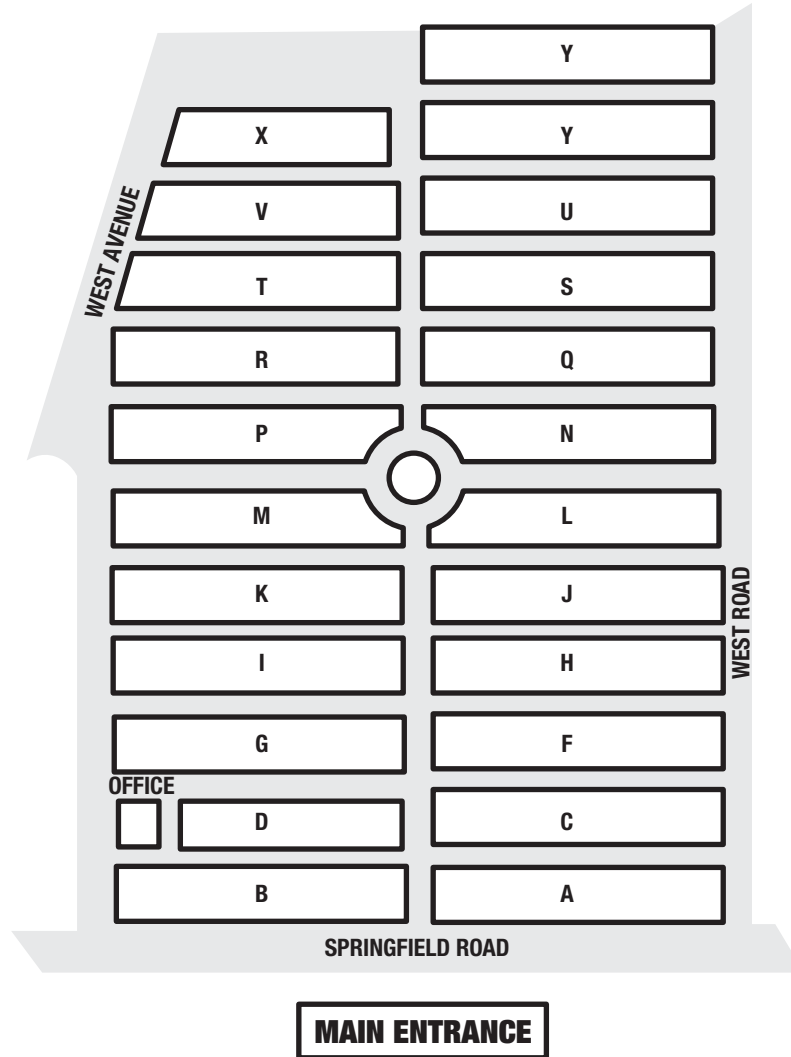 Y
X
Y
WEST AVENUE
V
U
T
S
R
Q
P
N
M
L
K
J
WEST ROAD
I
H
G
F
OFFICE
D
C
B
A
SPRINGFIELD ROAD
MAIN ENTRANCE